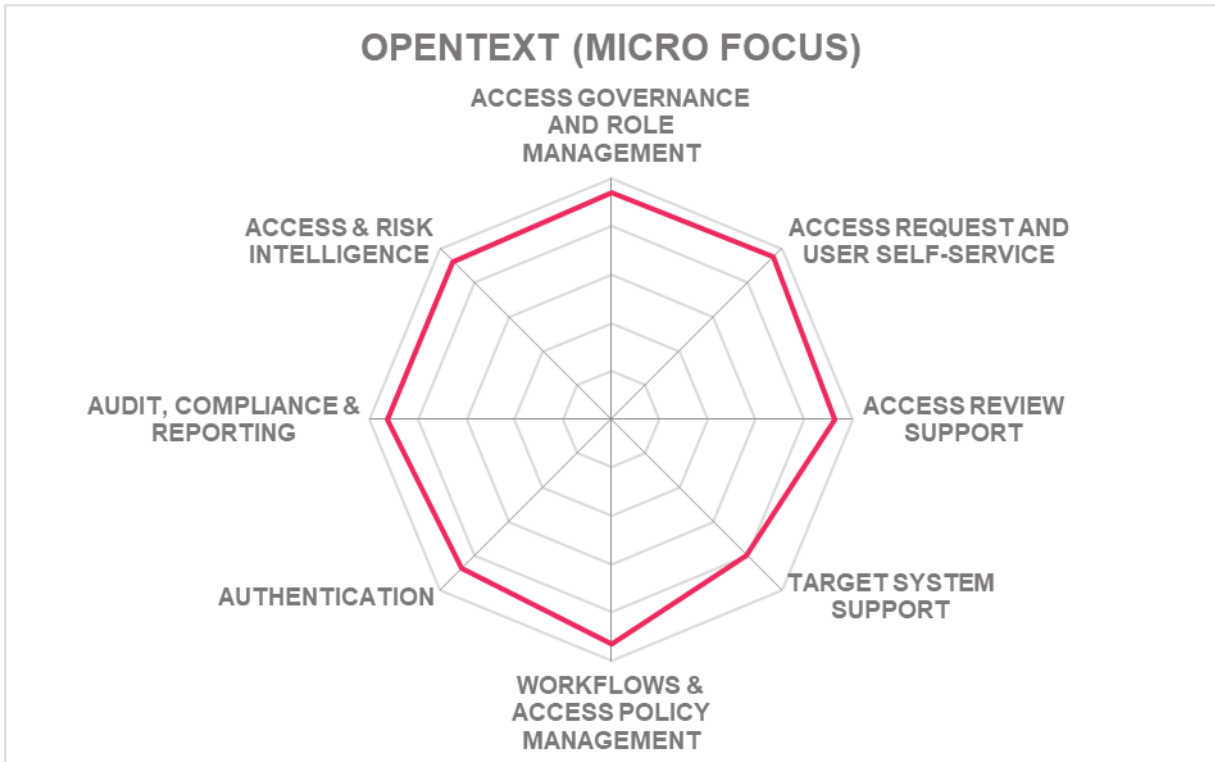 OPENTEXT (MICRO FOCUS)
ACCESS GOVERNANCE
AND ROLE
MANAGEMENT
ACCESS REQUEST AND
USER SELF-SERVICE
ACCESS REVIEW
SUPPORT
TARGET SYSTEM
SUPPORT
WORKFLOWS &
ACCESS POLICY
MANAGEMENT
AUTHENTICATION
AUDIT, COMPLIANCE &
REPORTING
ACCESS & RISK
INTELLIGENCE